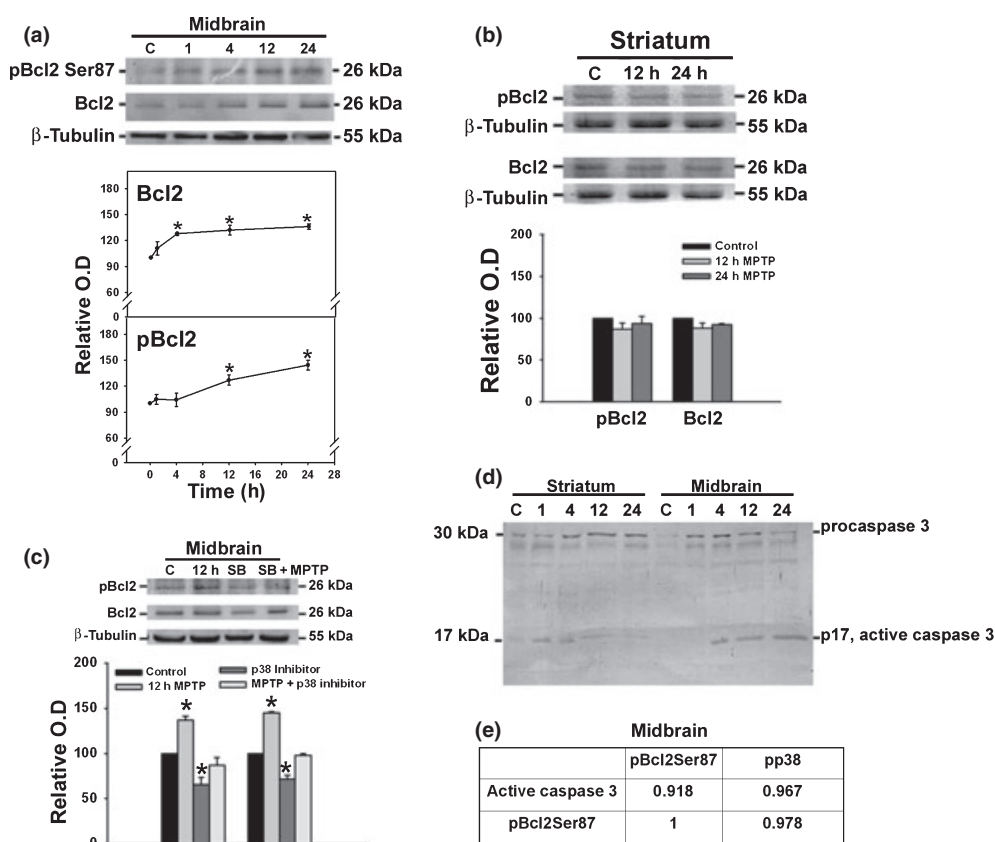 (a)
Midbrain
C 1 4 12 24
pBcl2 Ser87 26 kDa
Bcl2 26 kDa
β-Tubulin 55 kDa
Bcl2
180
150
120
90
60
0
* * *
Relative O.D
pBcl2
180
150
120
90
60
0
* *
0 4 8 12 16 20 24 28
Time (h)
(b)
Striatum
C 12 h 24 h
pBcl2 26 kDa
β-Tubulin 55 kDa
Bcl2 26 kDa
β-Tubulin 55 kDa
200
150
100
50
0
Relative O.D
Control
12 h MPTP
24 h MPTP
pBcl2 Bcl2
(c)
Midbrain
C 12 h SB SB + MPTP
pBcl2 26 kDa
Bcl2 26 kDa
β-Tubulin 55 kDa
200
150
100
50
0
Relative O.D
Control p38 Inhibitor
12 h MPTP MPTP + p38 inhibitor
* * * *
(d)
Striatum Midbrain
C 1 4 12 24 C 1 4 12 24
30 kDa procaspase 3
17 kDa p17, active caspase 3
(e)
Midbrain
pBcl2Ser87 pp38
Active caspase 3 0.918 0.967
pBcl2Ser87 1 0.978